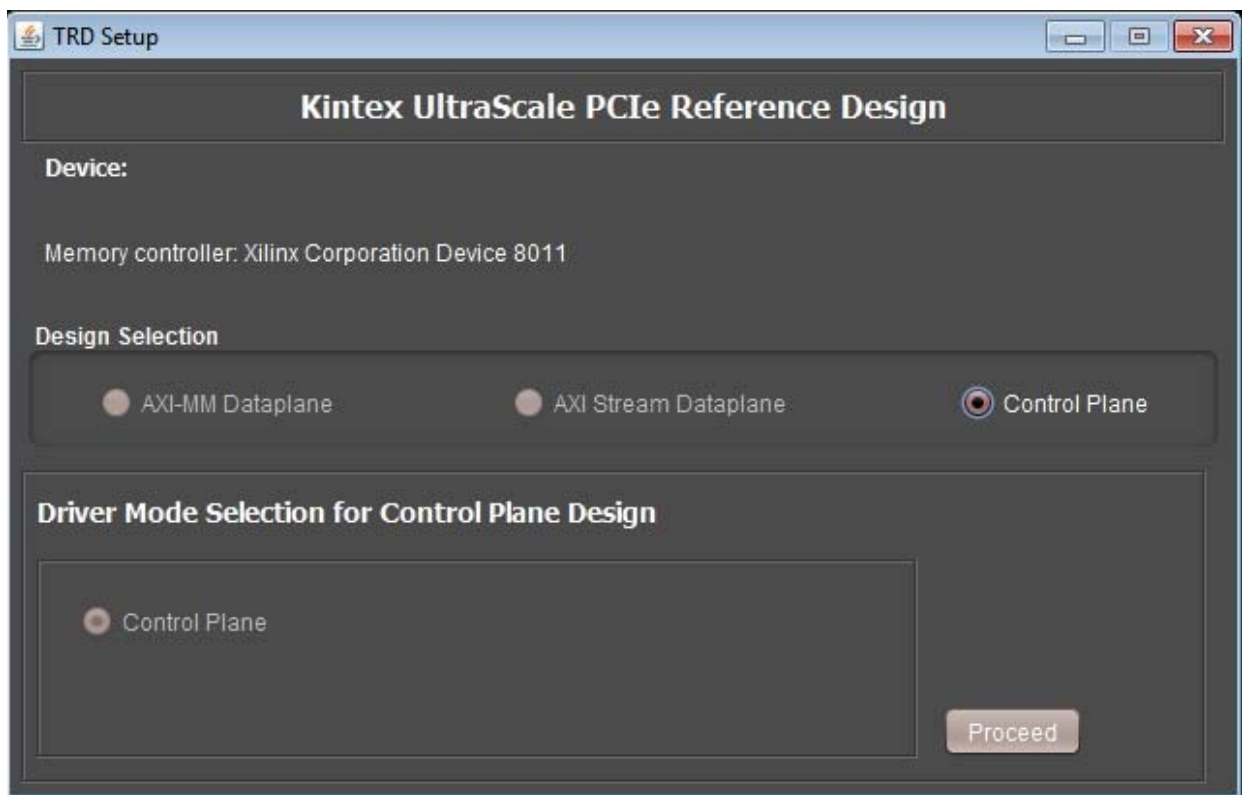 TRD Setup
Kintex UltraScale PCIe Reference Design
Device:
Memory controller: Xilinx Corporation Device 8011
Design Selection
AXI-MM Dataplane AXI Stream Dataplane Control Plane
Driver Mode Selection for Control Plane Design
Control Plane
Proceed